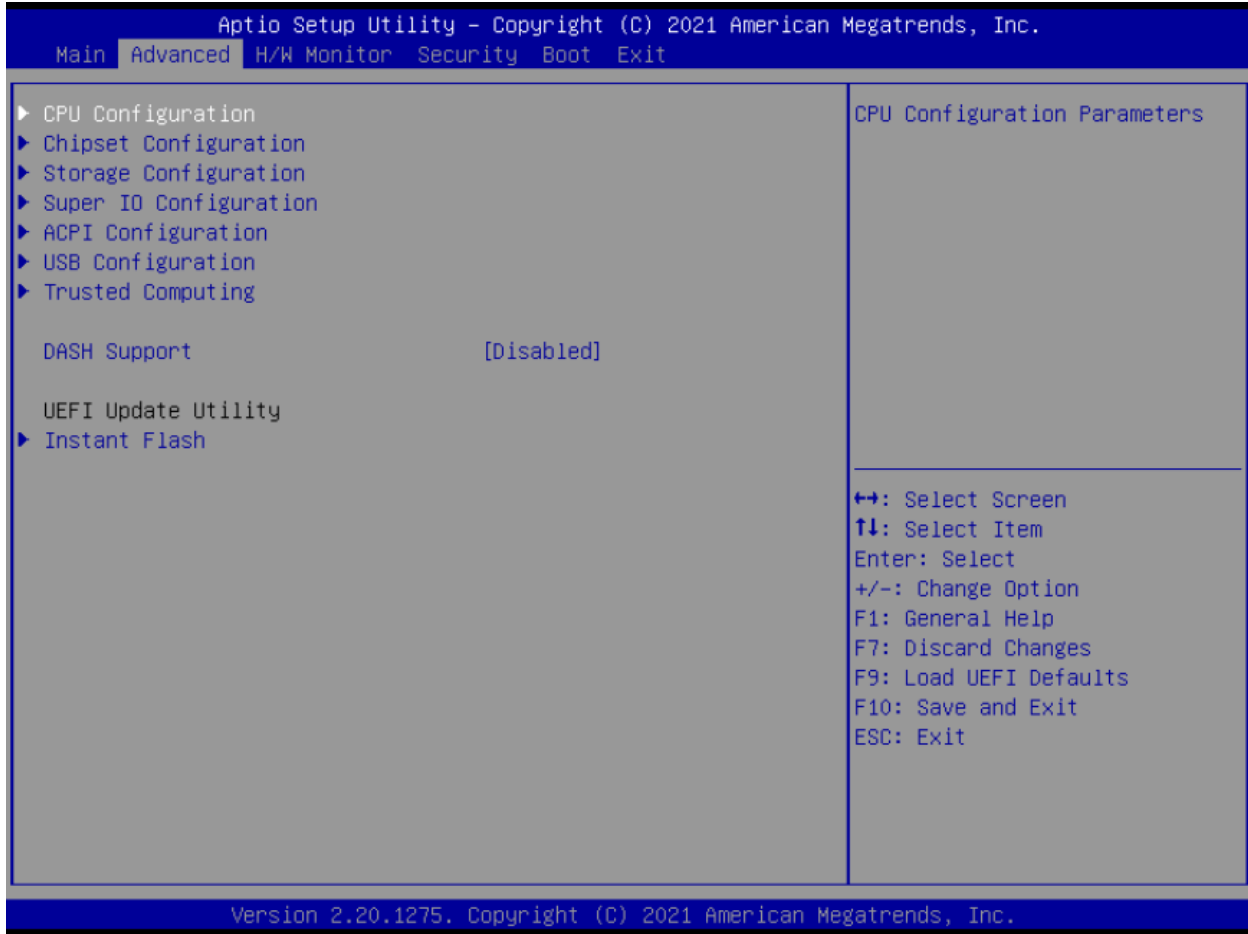 Aptio Setup Utility – Copyright (C) 2021 American Megatrends, Inc.
Main Advanced H/W Monitor Security Boot Exit
CPU Configuration
Chipset Configuration
Storage Configuration
Super IO Configuration
ACPI Configuration
USB Configuration
Trusted Computing
DASH Support [Disabled]
UEFI Update Utility
Instant Flash
CPU Configuration Parameters
←→: Select Screen
↑↓: Select Item
Enter: Select
+/-: Change Option
F1: General Help
F7: Discard Changes
F9: Load UEFI Defaults
F10: Save and Exit
ESC: Exit
Version 2.20.1275. Copyright (C) 2021 American Megatrends, Inc.